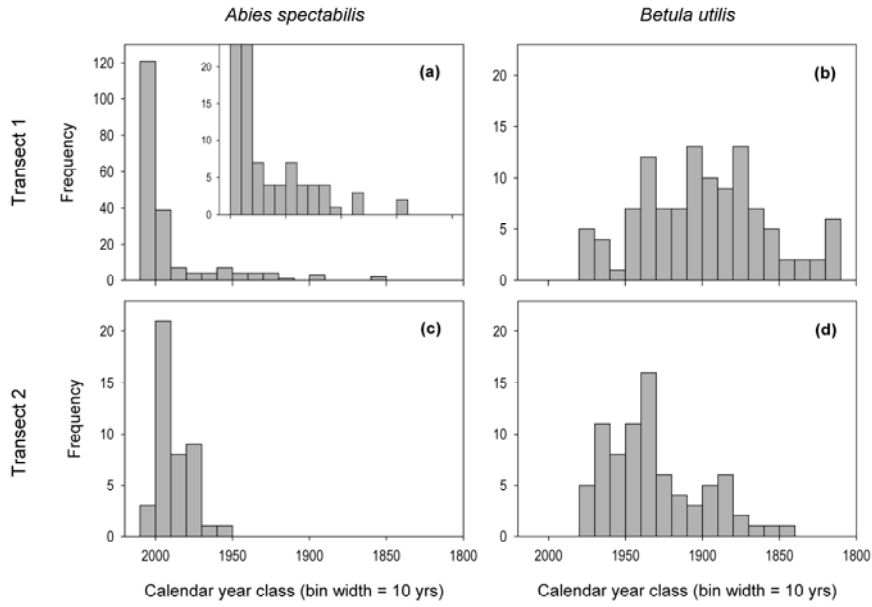 Abies spectabilis
Betula utilis
Transect 1
Frequency
120
100
80
60
40
20
0
20
15
10
5
0
(a)
20
15
10
5
0
(b)
Transect 2
Frequency
20
15
10
5
0
(c)
2000 1950 1900 1850 1800
Calendar year class (bin width = 10 yrs)
20
15
10
5
0
(d)
2000 1950 1900 1850 1800
Calendar year class (bin width = 10 yrs)